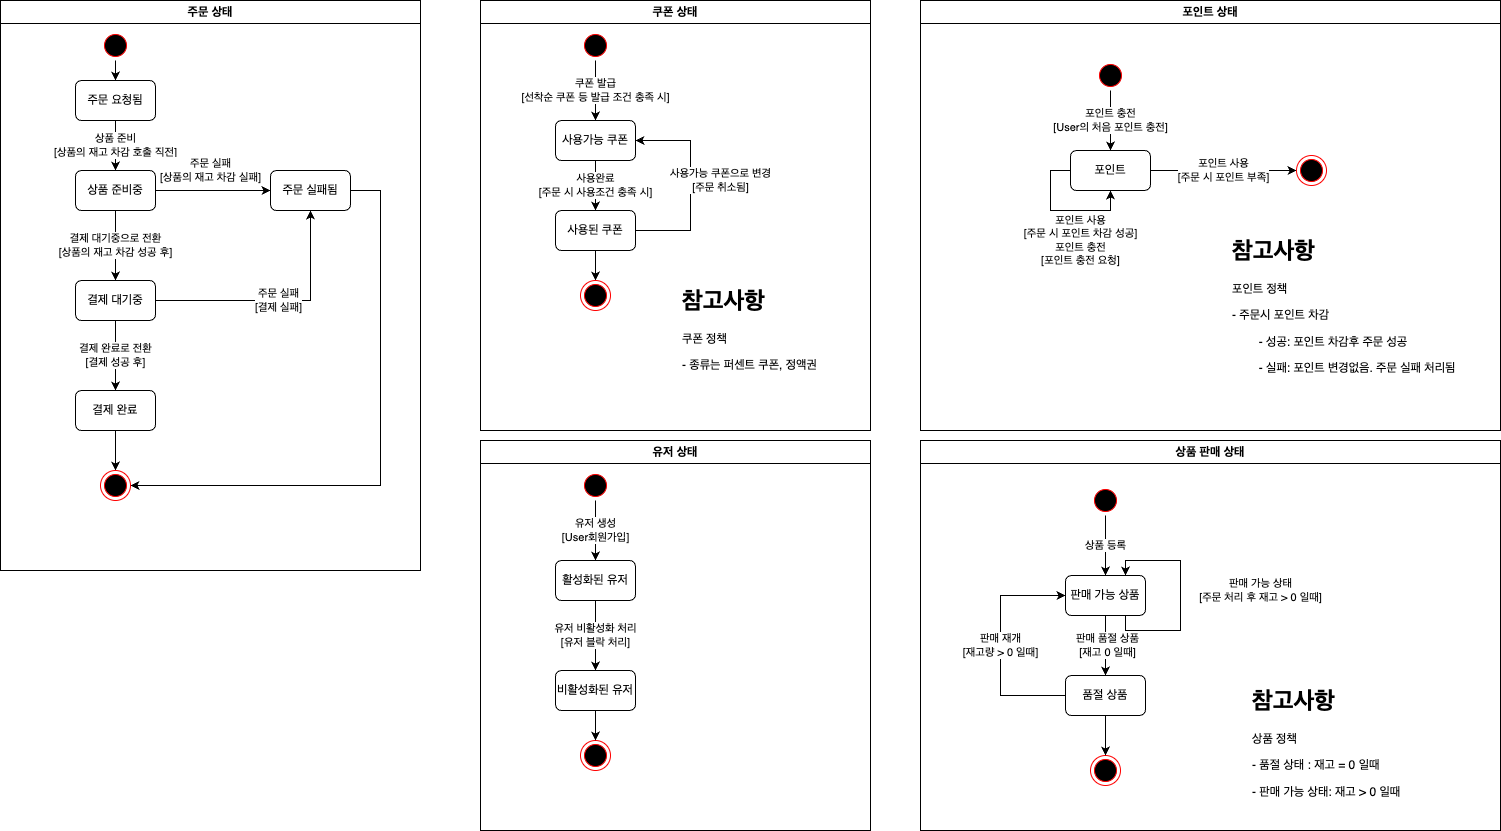 주문 상태
주문 요청됨
상품 준비
[상품의 재고 차감 호출 직전]
주문 실패
[상품의 재고 차감 실패]
상품 준비중
주문 실패됨
결제 대기중으로 전환
[상품의 재고 차감 성공 후]
결제 대기중
주문 실패
[결제 실패]
결제 완료로 전환
[결제 성공 후]
결제 완료
쿠폰 상태
쿠폰 발급
[선착순 쿠폰 등 발급 조건 충족 시]
사용가능 쿠폰
사용완료
[주문 시 사용조건 충족 시]
사용가능 쿠폰으로 변경
[주문 취소됨]
사용된 쿠폰
참고사항
쿠폰 정책
- 종류는 퍼센트 쿠폰, 정액권
포인트 상태
포인트 충전
[User의 처음 포인트 충전]
포인트
포인트 사용
[주문 시 포인트 부족]
포인트 사용
[주문 시 포인트 차감 성공]
포인트 충전
[포인트 충전 요청]
참고사항
포인트 정책
- 주문시 포인트 차감
- 성공: 포인트 차감후 주문 성공
- 실패: 포인트 변경없음. 주문 실패 처리됨
유저 상태
유저 생성
[User회원가입]
활성화된 유저
유저 비활성화 처리
[유저 블락 처리]
비활성화된 유저
상품 판매 상태
상품 등록
판매 가능 상품
판매 가능 상태
[주문 처리 후 재고 > 0 일때]
판매 재개
[재고량 > 0 일때]
판매 품절 상품
[재고 0 일때]
품절 상품
참고사항
상품 정책
- 품절 상태 : 재고 = 0 일때
- 판매 가능 상태: 재고 > 0 일때